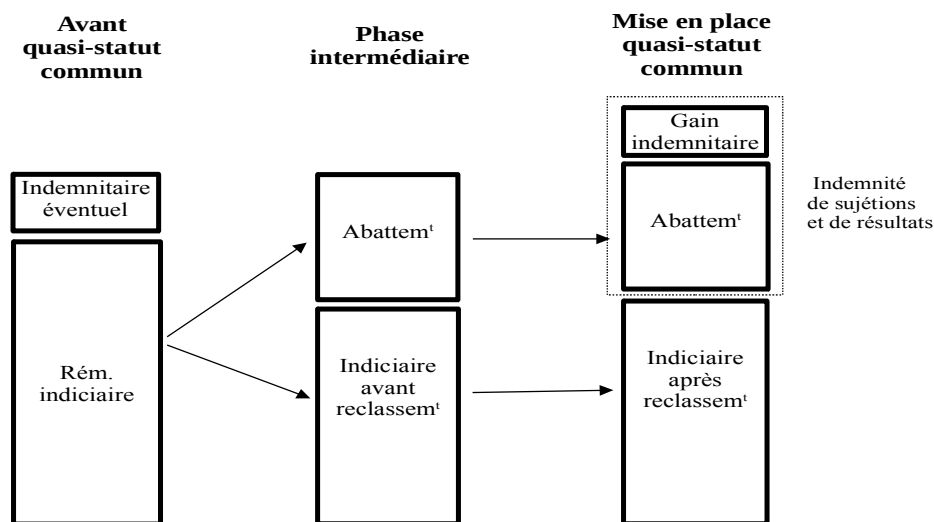 Avant
quasi-statut
commun
Phase
intermédiaire
Mise en place
quasi-statut
commun
Indemnitaire
éventuel
Rém.
indiciaire
Abattemᵗ
Indiciaire
avant
reclassemᵗ
Gain
indemnitaire
Abattemᵗ
Indiciaire
après
reclassemᵗ
Indemnité
de sujétions
et de résultats